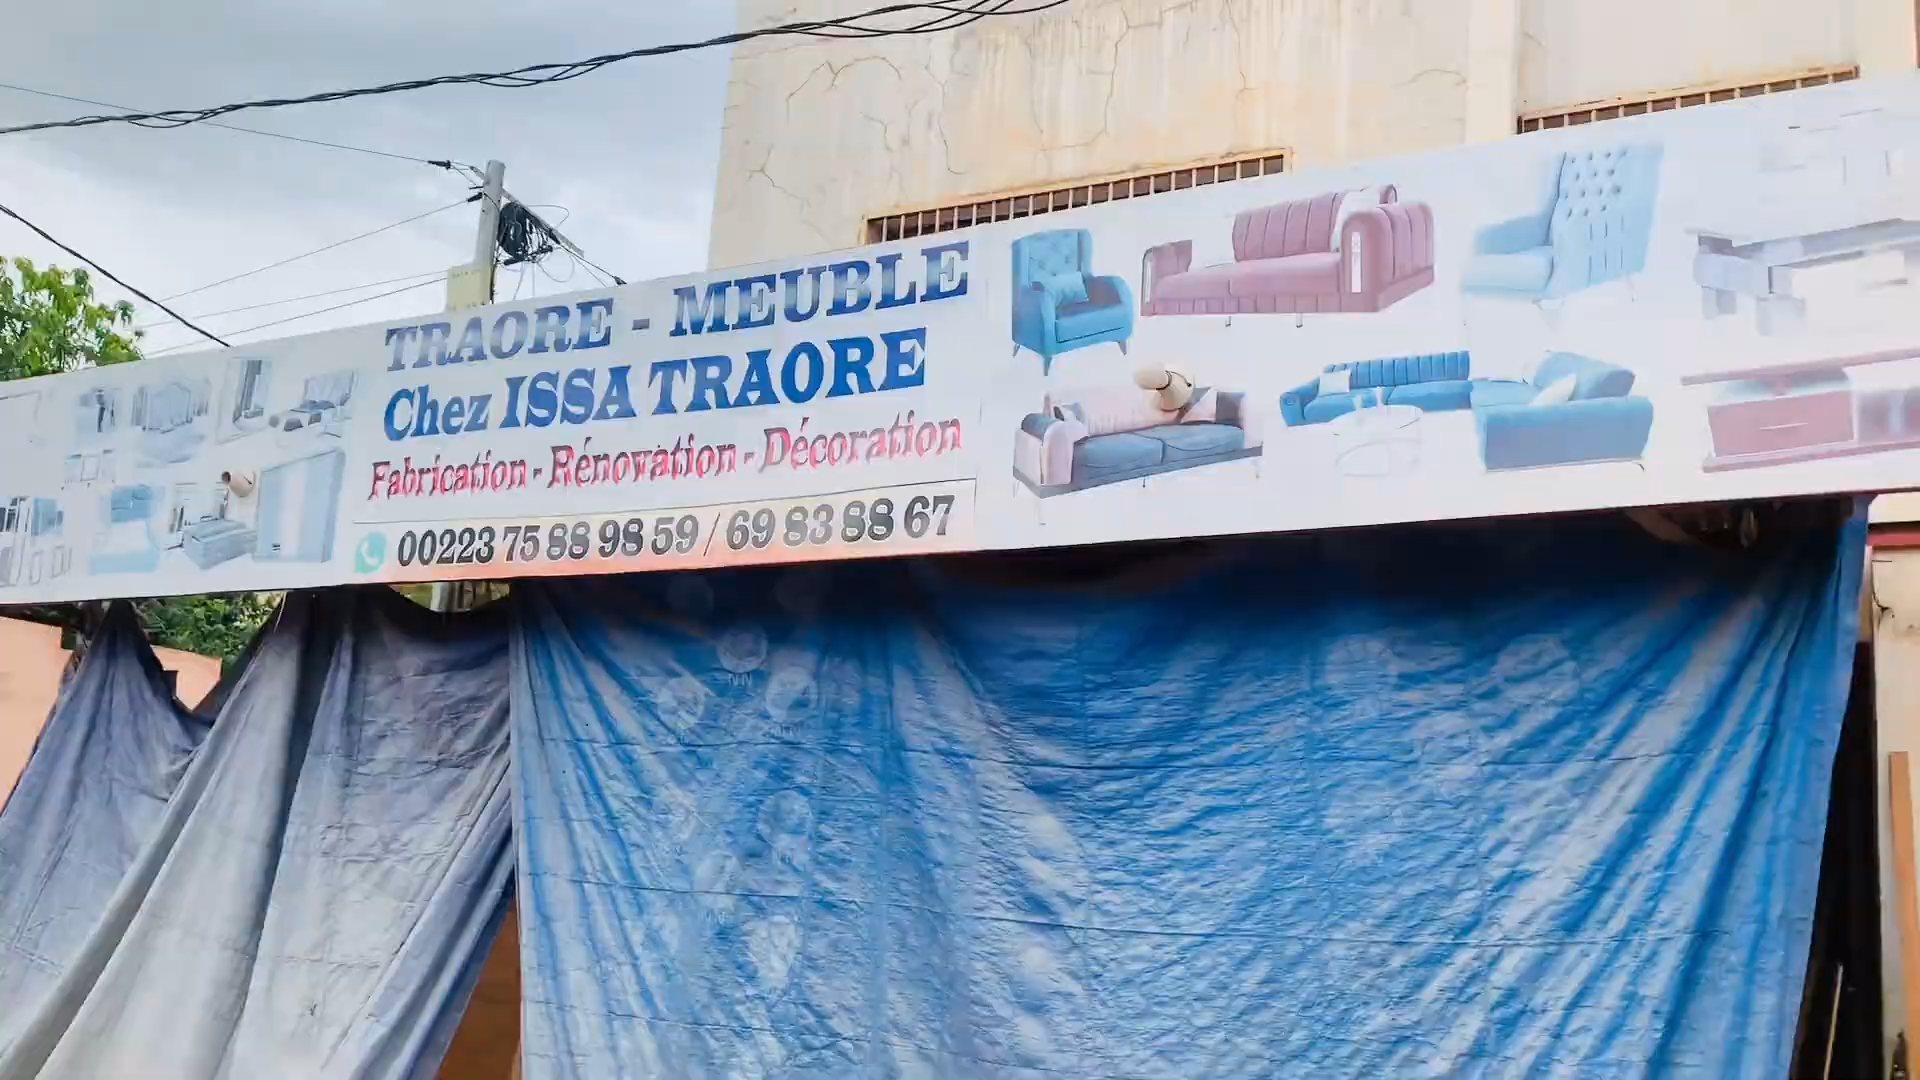 TRAORE - MEUBLE
Chez ISSA TRAORE
Fabrication - Rénovation - Décoration
00223 75 88 98 59 / 69 83 88 67